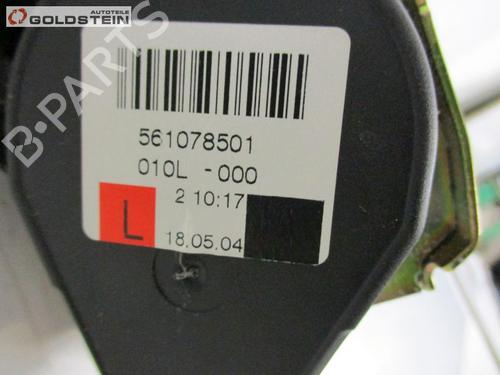 Autoteile
GOLDSTEIN
B-PARTS
561078501
010L -000
2 10:17
L
18.05.04